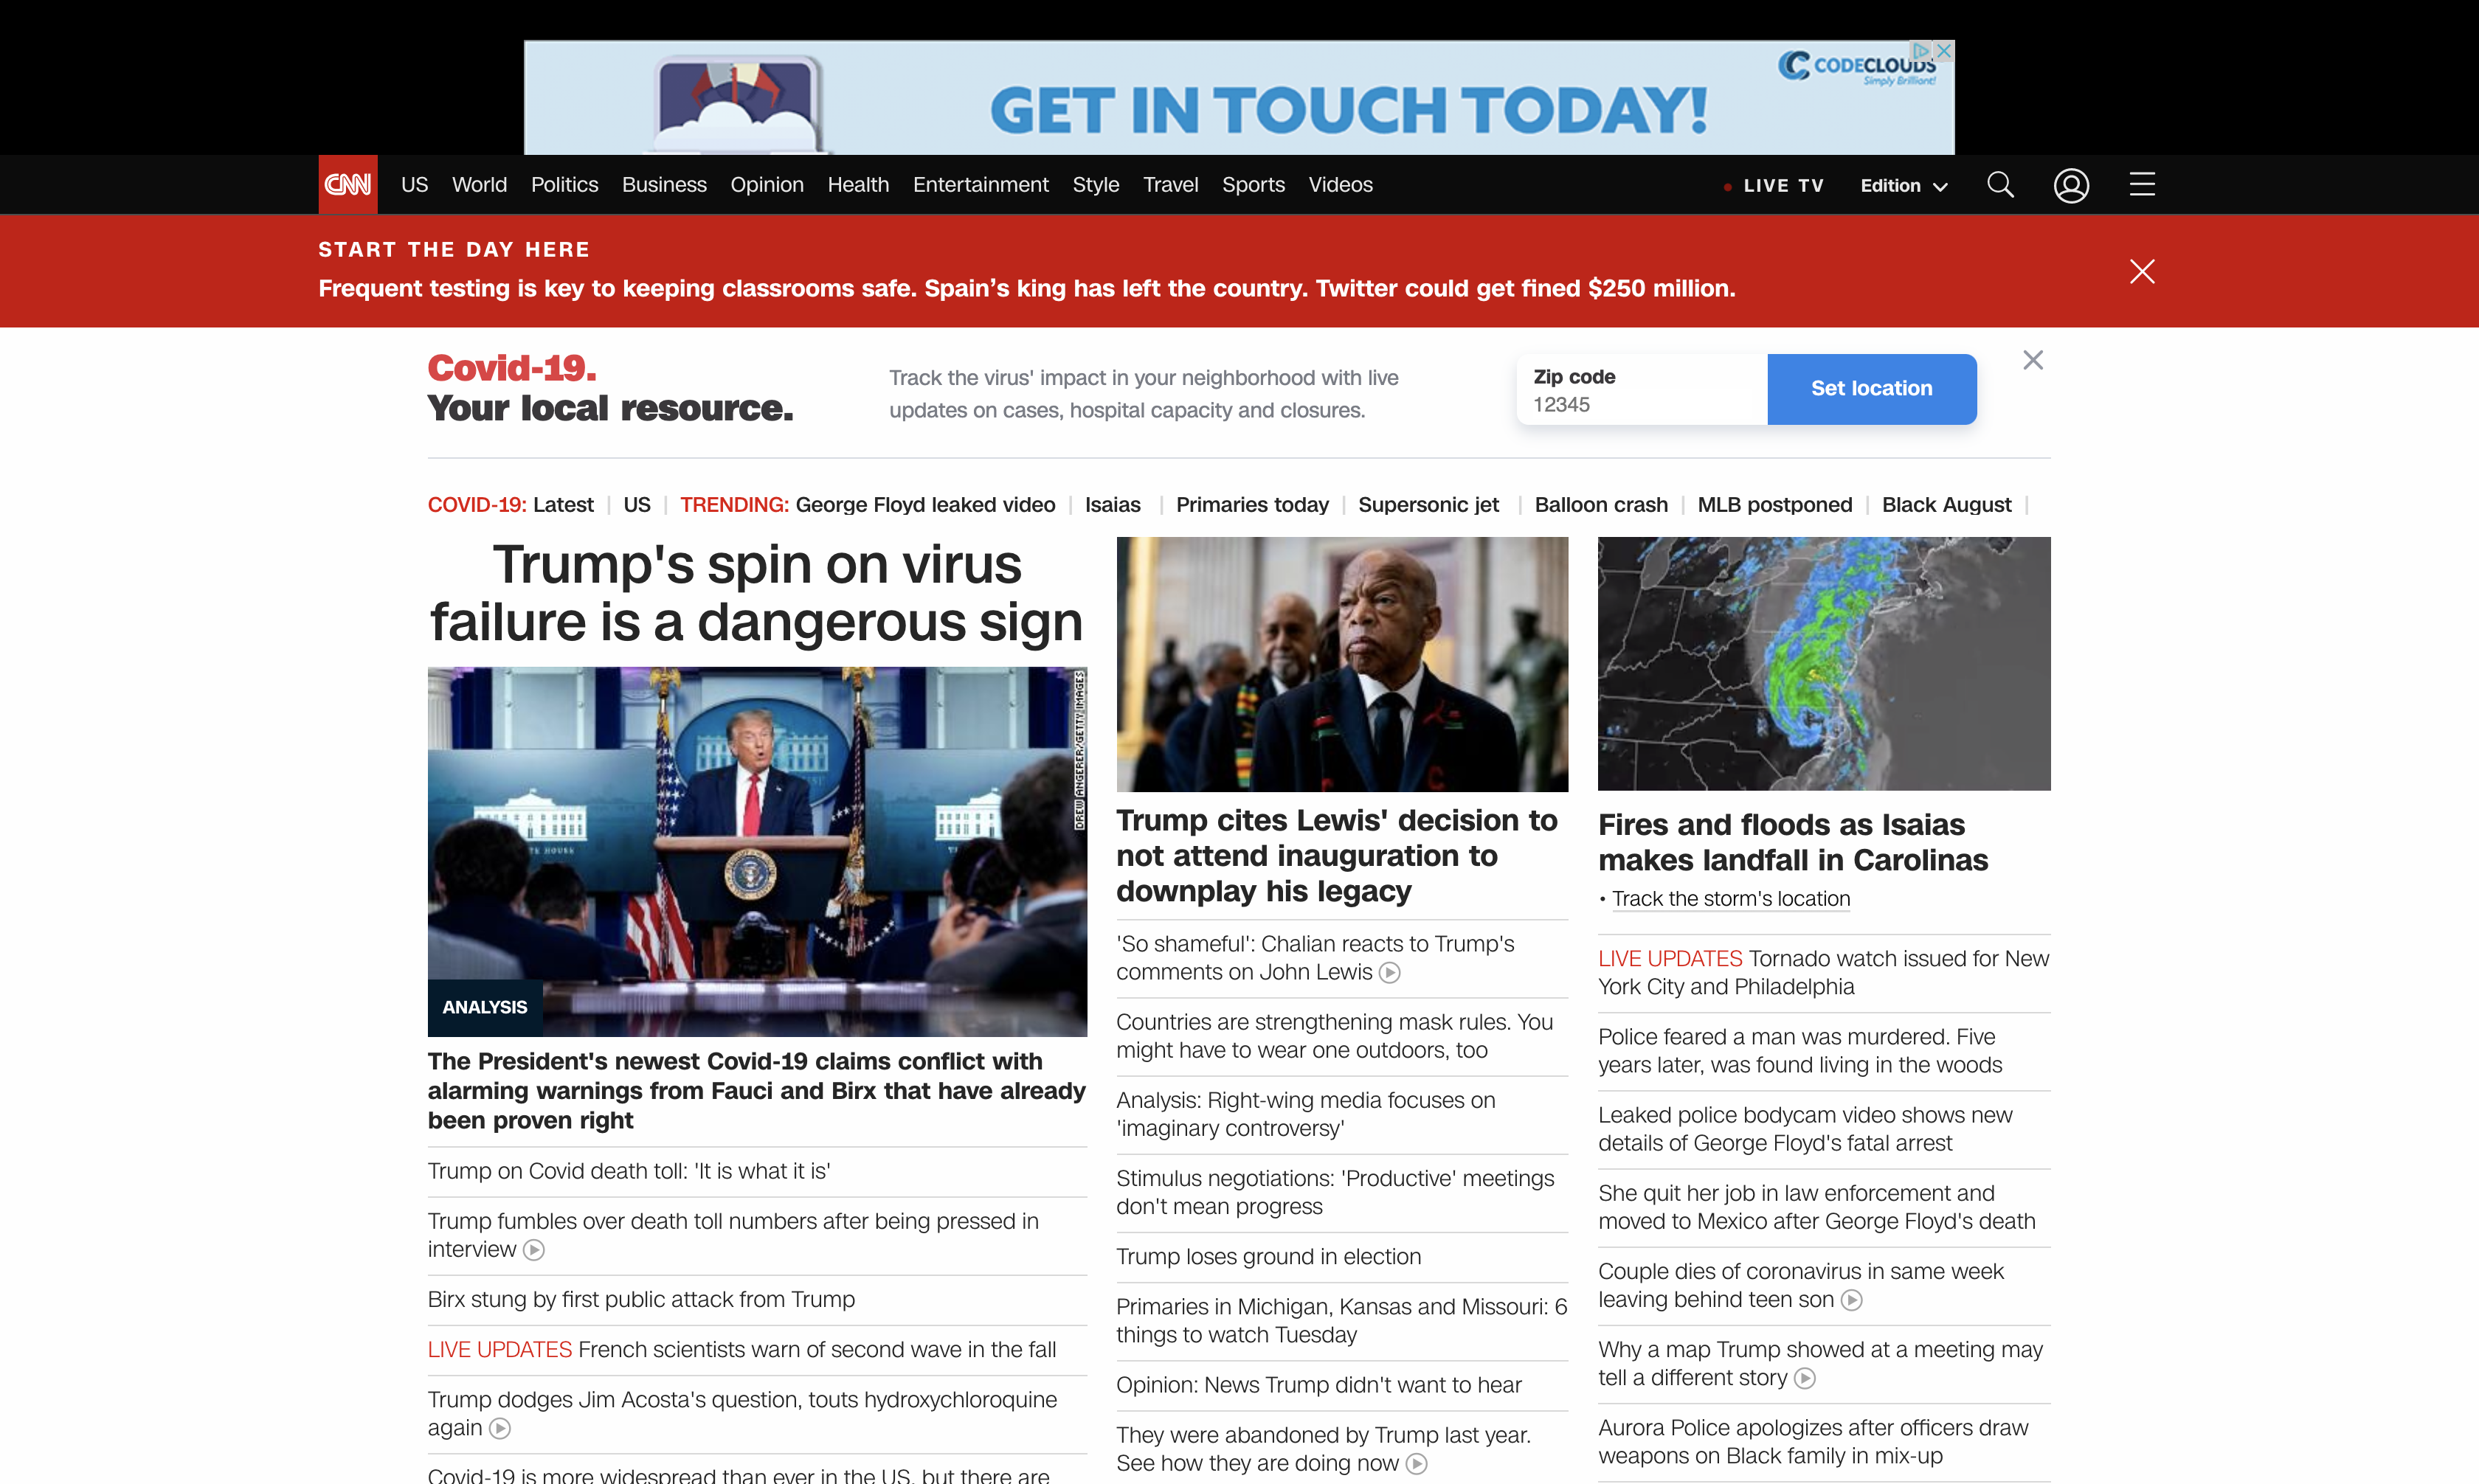 CODECLOUDS
Simply Brilliant!
GET IN TOUCH TODAY!
CNN
US World Politics Business Opinion Health Entertainment Style Travel Sports Videos
LIVE TV Edition
START THE DAY HERE
Frequent testing is key to keeping classrooms safe. Spain’s king has left the country. Twitter could get fined $250 million.
Covid-19.
Your local resource.
Track the virus' impact in your neighborhood with live
updates on cases, hospital capacity and closures.
Zip code
12345
Set location
COVID-19: Latest | US | TRENDING: George Floyd leaked video | Isaias | Primaries today | Supersonic jet | Balloon crash | MLB postponed | Black August |
Trump's spin on virus
failure is a dangerous sign
DREW ANGERER/GETTY IMAGES
TE HOUSE
ANALYSIS
The President's newest Covid-19 claims conflict with
alarming warnings from Fauci and Birx that have already
been proven right
Trump on Covid death toll: 'It is what it is'
Trump fumbles over death toll numbers after being pressed in
interview
Birx stung by first public attack from Trump
LIVE UPDATES French scientists warn of second wave in the fall
Trump dodges Jim Acosta's question, touts hydroxychloroquine
again
Covid-19 is more widespread than ever in the US, but there are
Trump cites Lewis' decision to
not attend inauguration to
downplay his legacy
'So shameful': Chalian reacts to Trump's
comments on John Lewis
Countries are strengthening mask rules. You
might have to wear one outdoors, too
Analysis: Right-wing media focuses on
'imaginary controversy'
Stimulus negotiations: 'Productive' meetings
don't mean progress
Trump loses ground in election
Primaries in Michigan, Kansas and Missouri: 6
things to watch Tuesday
Opinion: News Trump didn't want to hear
They were abandoned by Trump last year.
See how they are doing now
Fires and floods as Isaias
makes landfall in Carolinas
• Track the storm's location
LIVE UPDATES Tornado watch issued for New
York City and Philadelphia
Police feared a man was murdered. Five
years later, was found living in the woods
Leaked police bodycam video shows new
details of George Floyd's fatal arrest
She quit her job in law enforcement and
moved to Mexico after George Floyd's death
Couple dies of coronavirus in same week
leaving behind teen son
Why a map Trump showed at a meeting may
tell a different story
Aurora Police apologizes after officers draw
weapons on Black family in mix-up